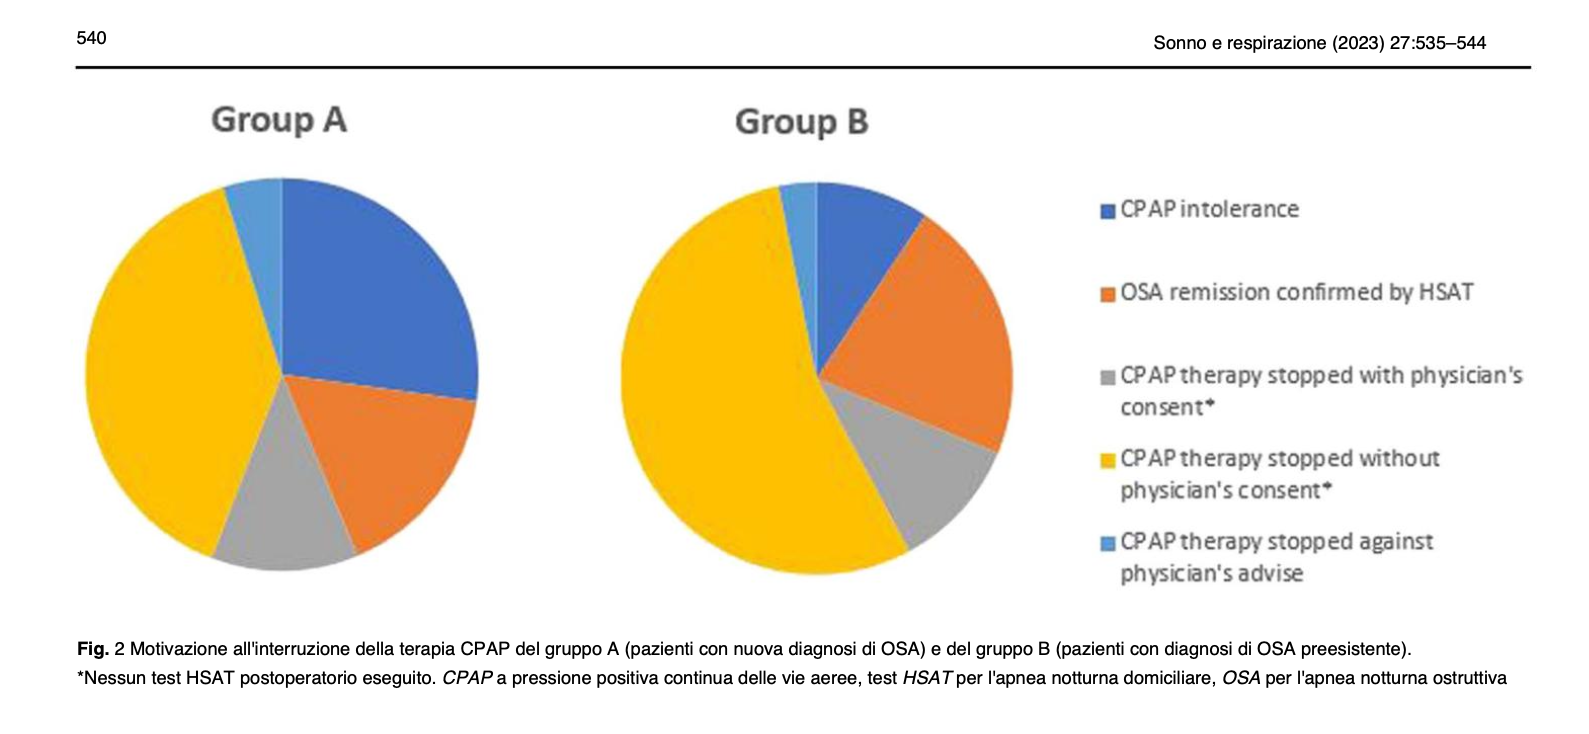 540
Sonno e respirazione (2023) 27:535–544
Group A
Group B
CPAP intolerance
OSA remission confirmed by HSAT
CPAP therapy stopped with physician's
consent*
CPAP therapy stopped without
physician's consent*
CPAP therapy stopped against
physician's advise
Fig. 2 Motivazione all'interruzione della terapia CPAP del gruppo A (pazienti con nuova diagnosi di OSA) e del gruppo B (pazienti con diagnosi di OSA preesistente).
*Nessun test HSAT postoperatorio eseguito. CPAP a pressione positiva continua delle vie aeree, test HSAT per l'apnea notturna domiciliare, OSA per l'apnea notturna ostruttiva